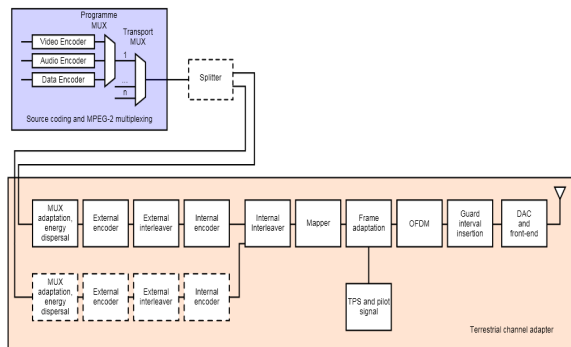 Programme
MUX
Transport
MUX
Video Encoder
Audio Encoder
Data Encoder
1
...
n
Splitter
Source coding and MPEG-2 multiplexing
MUX
adaptation,
energy
dispersal
External
encoder
External
interleaver
Internal
encoder
Internal
Interleaver
Mapper
Frame
adaptation
OFDM
Guard
interval
insertion
DAC
and
front-end
MUX
adaptation,
energy
dispersal
External
encoder
External
interleaver
Internal
encoder
TPS and pilot
signal
Terrestrial channel adapter